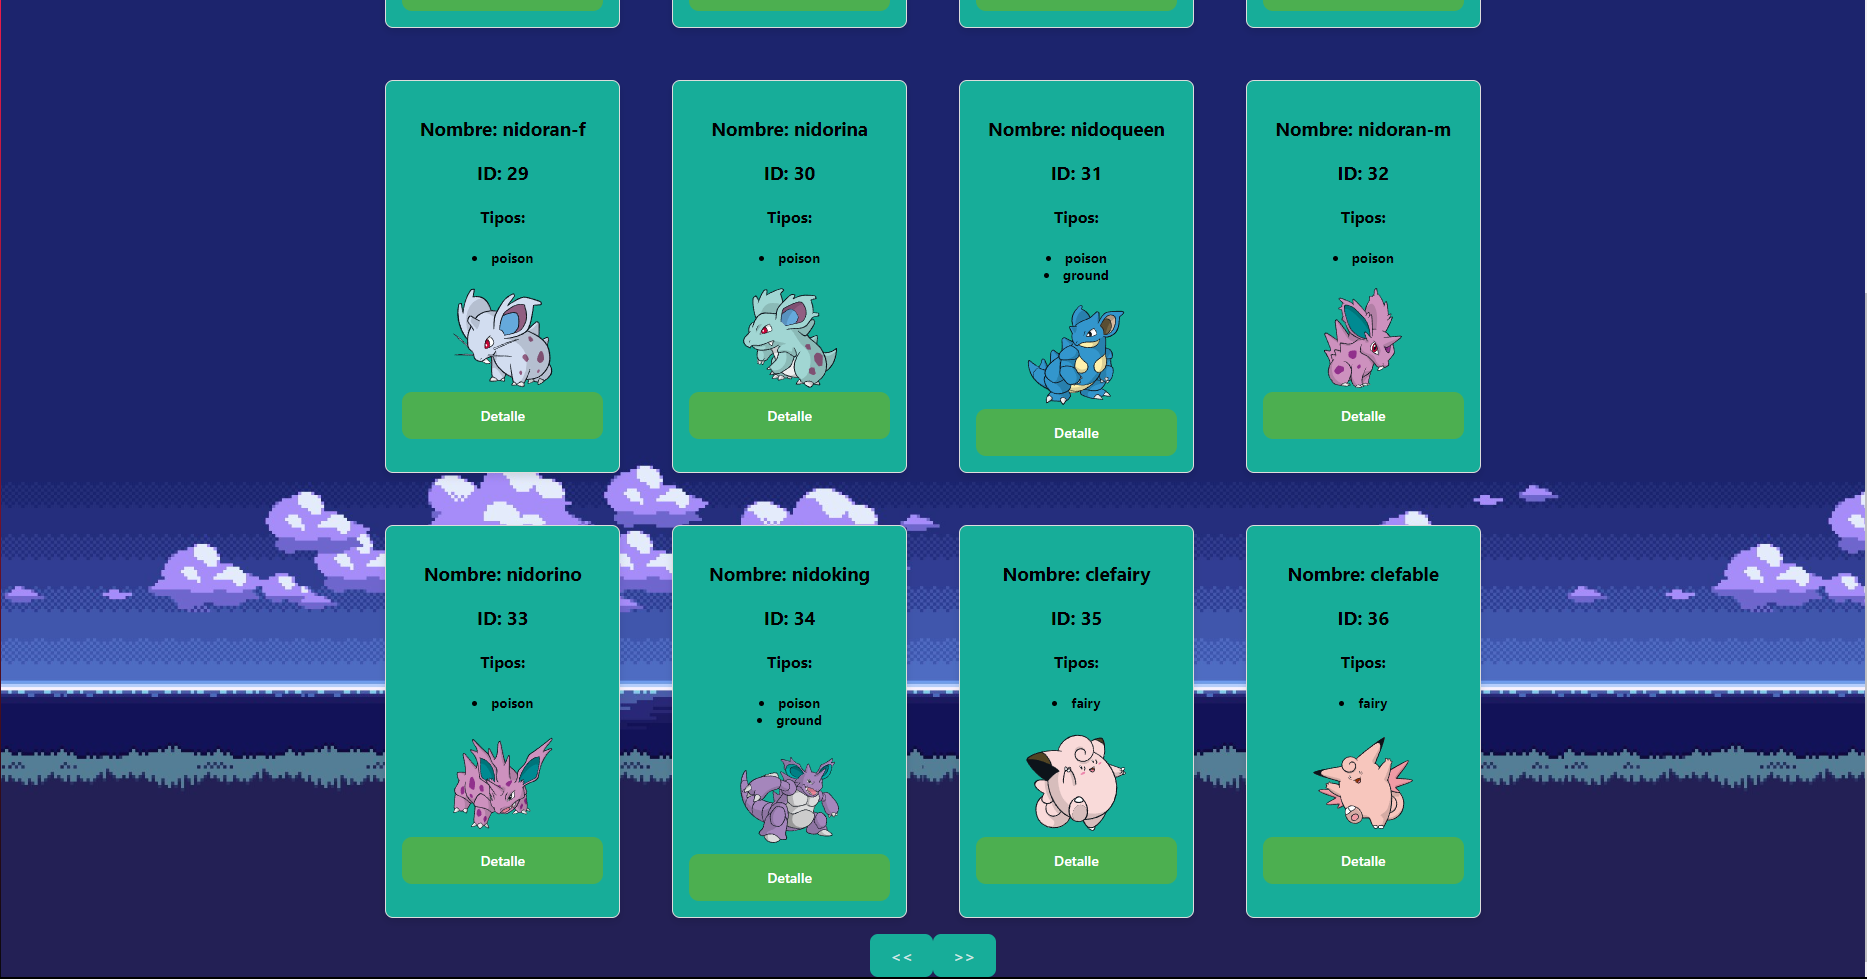 Nombre: nidoran-f
ID: 29
Tipos:
• poison
Detalle
Nombre: nidorina
ID: 30
Tipos:
• poison
Detalle
Nombre: nidoqueen
ID: 31
Tipos:
• poison
• ground
Detalle
Nombre: nidoran-m
ID: 32
Tipos:
• poison
Detalle
Nombre: nidorino
ID: 33
Tipos:
• poison
Detalle
Nombre: nidoking
ID: 34
Tipos:
• poison
• ground
Detalle
Nombre: clefairy
ID: 35
Tipos:
• fairy
Detalle
Nombre: clefable
ID: 36
Tipos:
• fairy
Detalle
<< >>